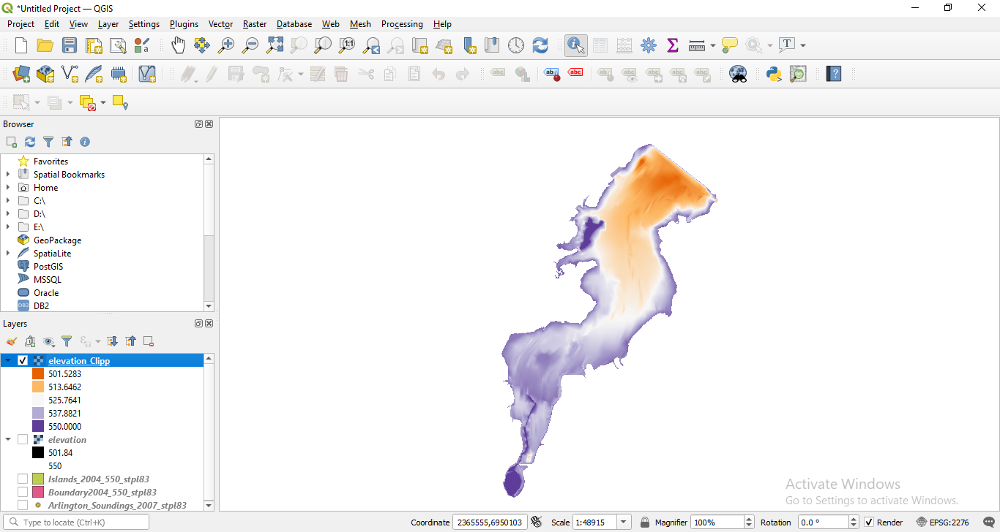 *Untitled Project — QGIS
Project Edit View Layer Settings Plugins Vector Raster Database Web Mesh Processing Help
Browser
Favorites
Spatial Bookmarks
Home
C:\
D:\
E:\
GeoPackage
SpatiaLite
PostGIS
MSSQL
Oracle
DB2
Layers
elevation_Clipp
501.5283
513.6462
525.7641
537.8821
550.0000
elevation
501.84
550
Islands_2004_550_stpl83
Boundary2004_550_stpl83
Arlington_Soundings_2007_stpl83
Activate Windows
Go to Settings to activate Windows.
Type to locate (Ctrl+K) Coordinate 2365555,6950103 Scale 1:48915 Magnifier 100% Rotation 0.0 ° Render EPSG:2276